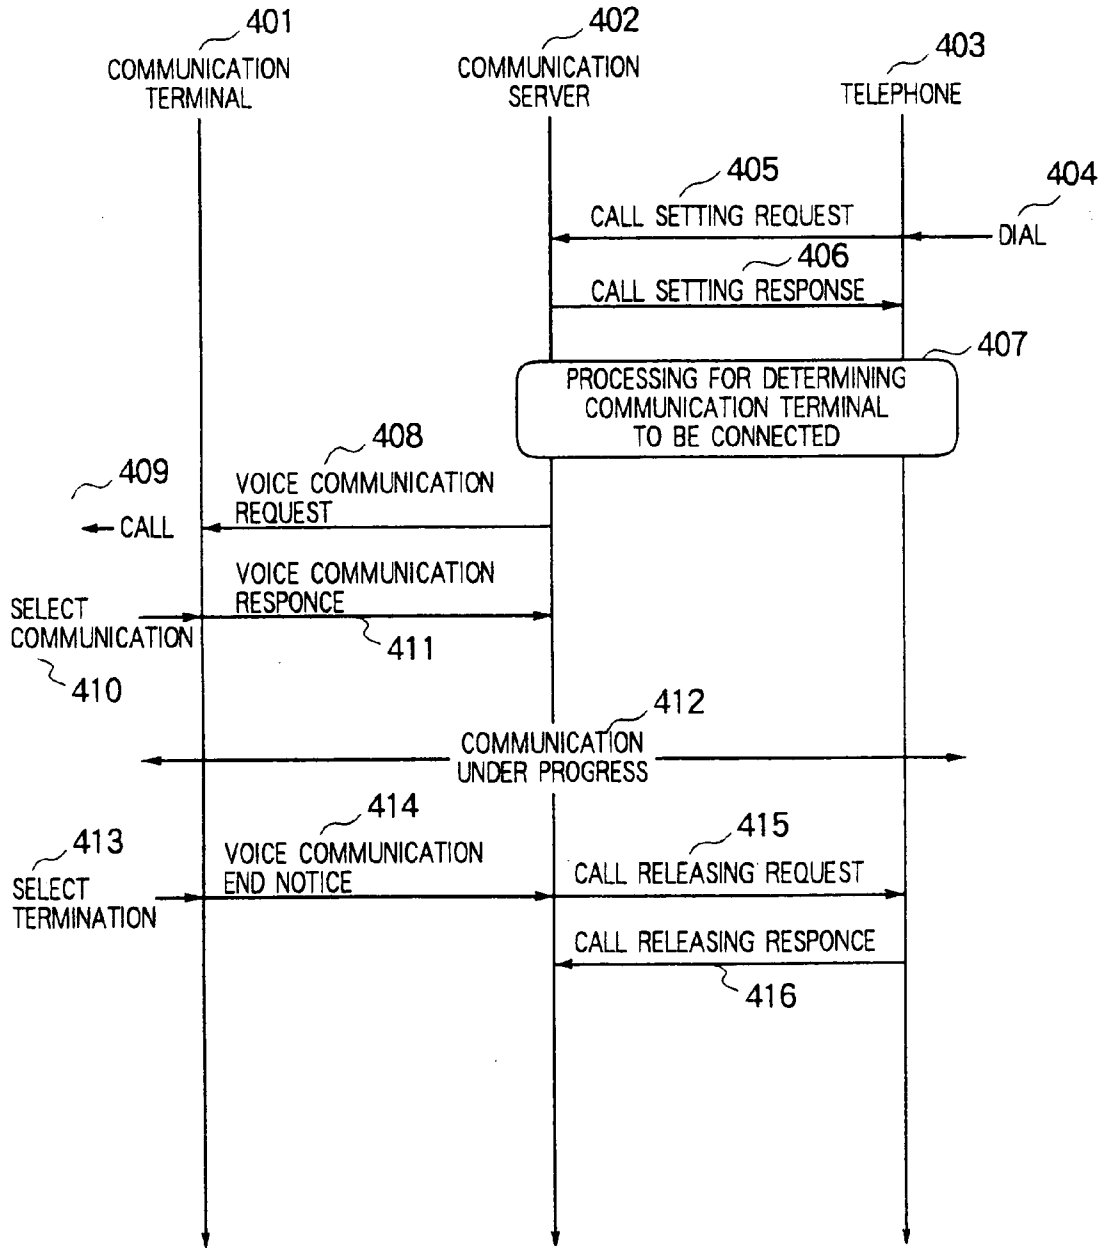 401
COMMUNICATION
TERMINAL
402
COMMUNICATION
SERVER
403
TELEPHONE
405
CALL SETTING REQUEST
404
DIAL
406
CALL SETTING RESPONSE
407
PROCESSING FOR DETERMINING
COMMUNICATION TERMINAL
TO BE CONNECTED
408
VOICE COMMUNICATION
REQUEST
409
CALL
VOICE COMMUNICATION
RESPONCE
SELECT
COMMUNICATION
411
410
412
COMMUNICATION
UNDER PROGRESS
413
SELECT
TERMINATION
414
VOICE COMMUNICATION
END NOTICE
415
CALL RELEASING REQUEST
CALL RELEASING RESPONCE
416